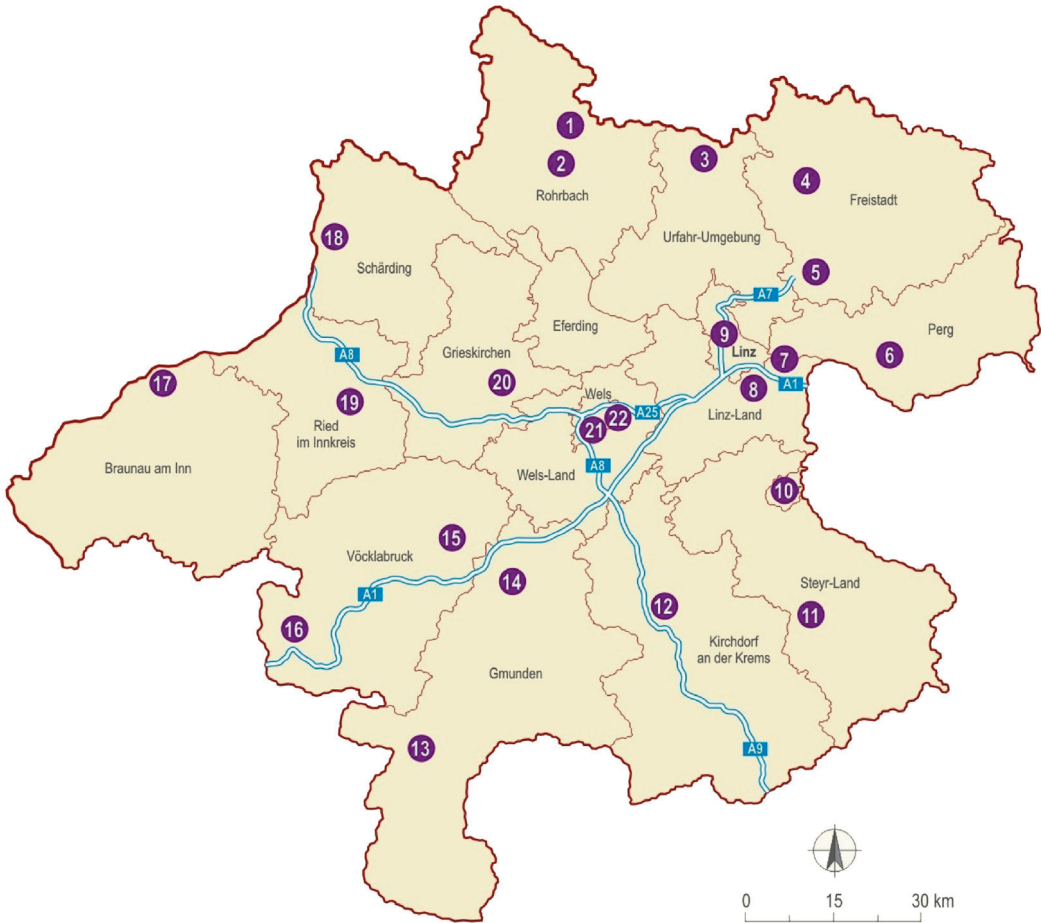 1
2
3
4
Rohrbach
Freistadt
Urfahr-Umgebung
18
Schärding
5
A7
Eferding
9
Perg
A8
Grieskirchen
Linz
7
6
17
20
8
A1
19
Wels
22
A25
Linz-Land
21
Ried
im Innkreis
Braunau am Inn
A8
Wels-Land
10
15
Vöcklabruck
14
Steyr-Land
A1
12
11
16
Kirchdorf
an der Krems
Gmunden
13
A9
0 15 30 km